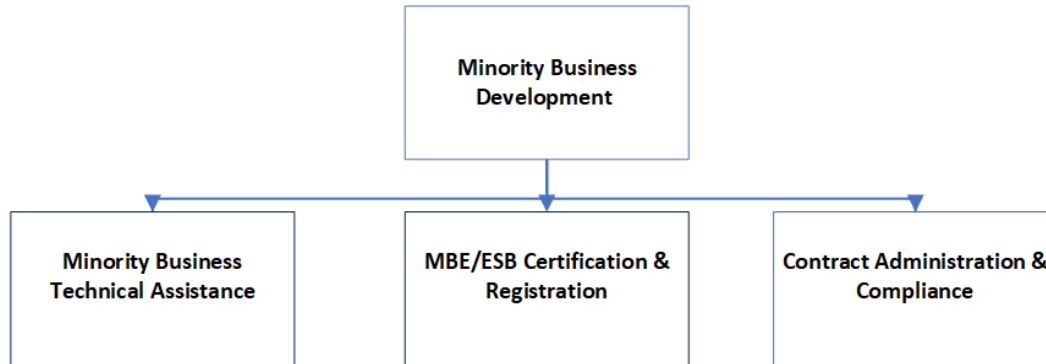 Minority Business
Development
Minority Business
Technical Assistance
MBE/ESB Certification &
Registration
Contract Administration &
Compliance